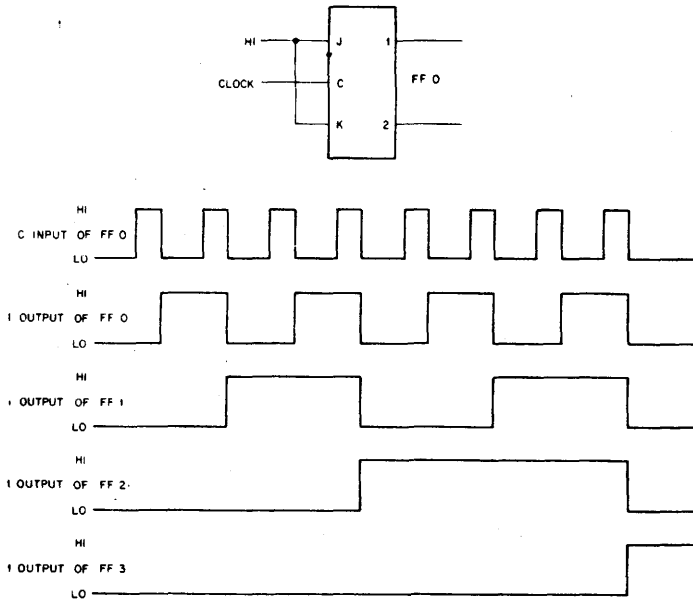 HI
J
1
CLOCK
C
FF 0
K
2
HI
C INPUT OF FF 0
LO
HI
1 OUTPUT OF FF 0
LO
HI
1 OUTPUT OF FF 1
LO
HI
1 OUTPUT OF FF 2
LO
HI
1 OUTPUT OF FF 3
LO